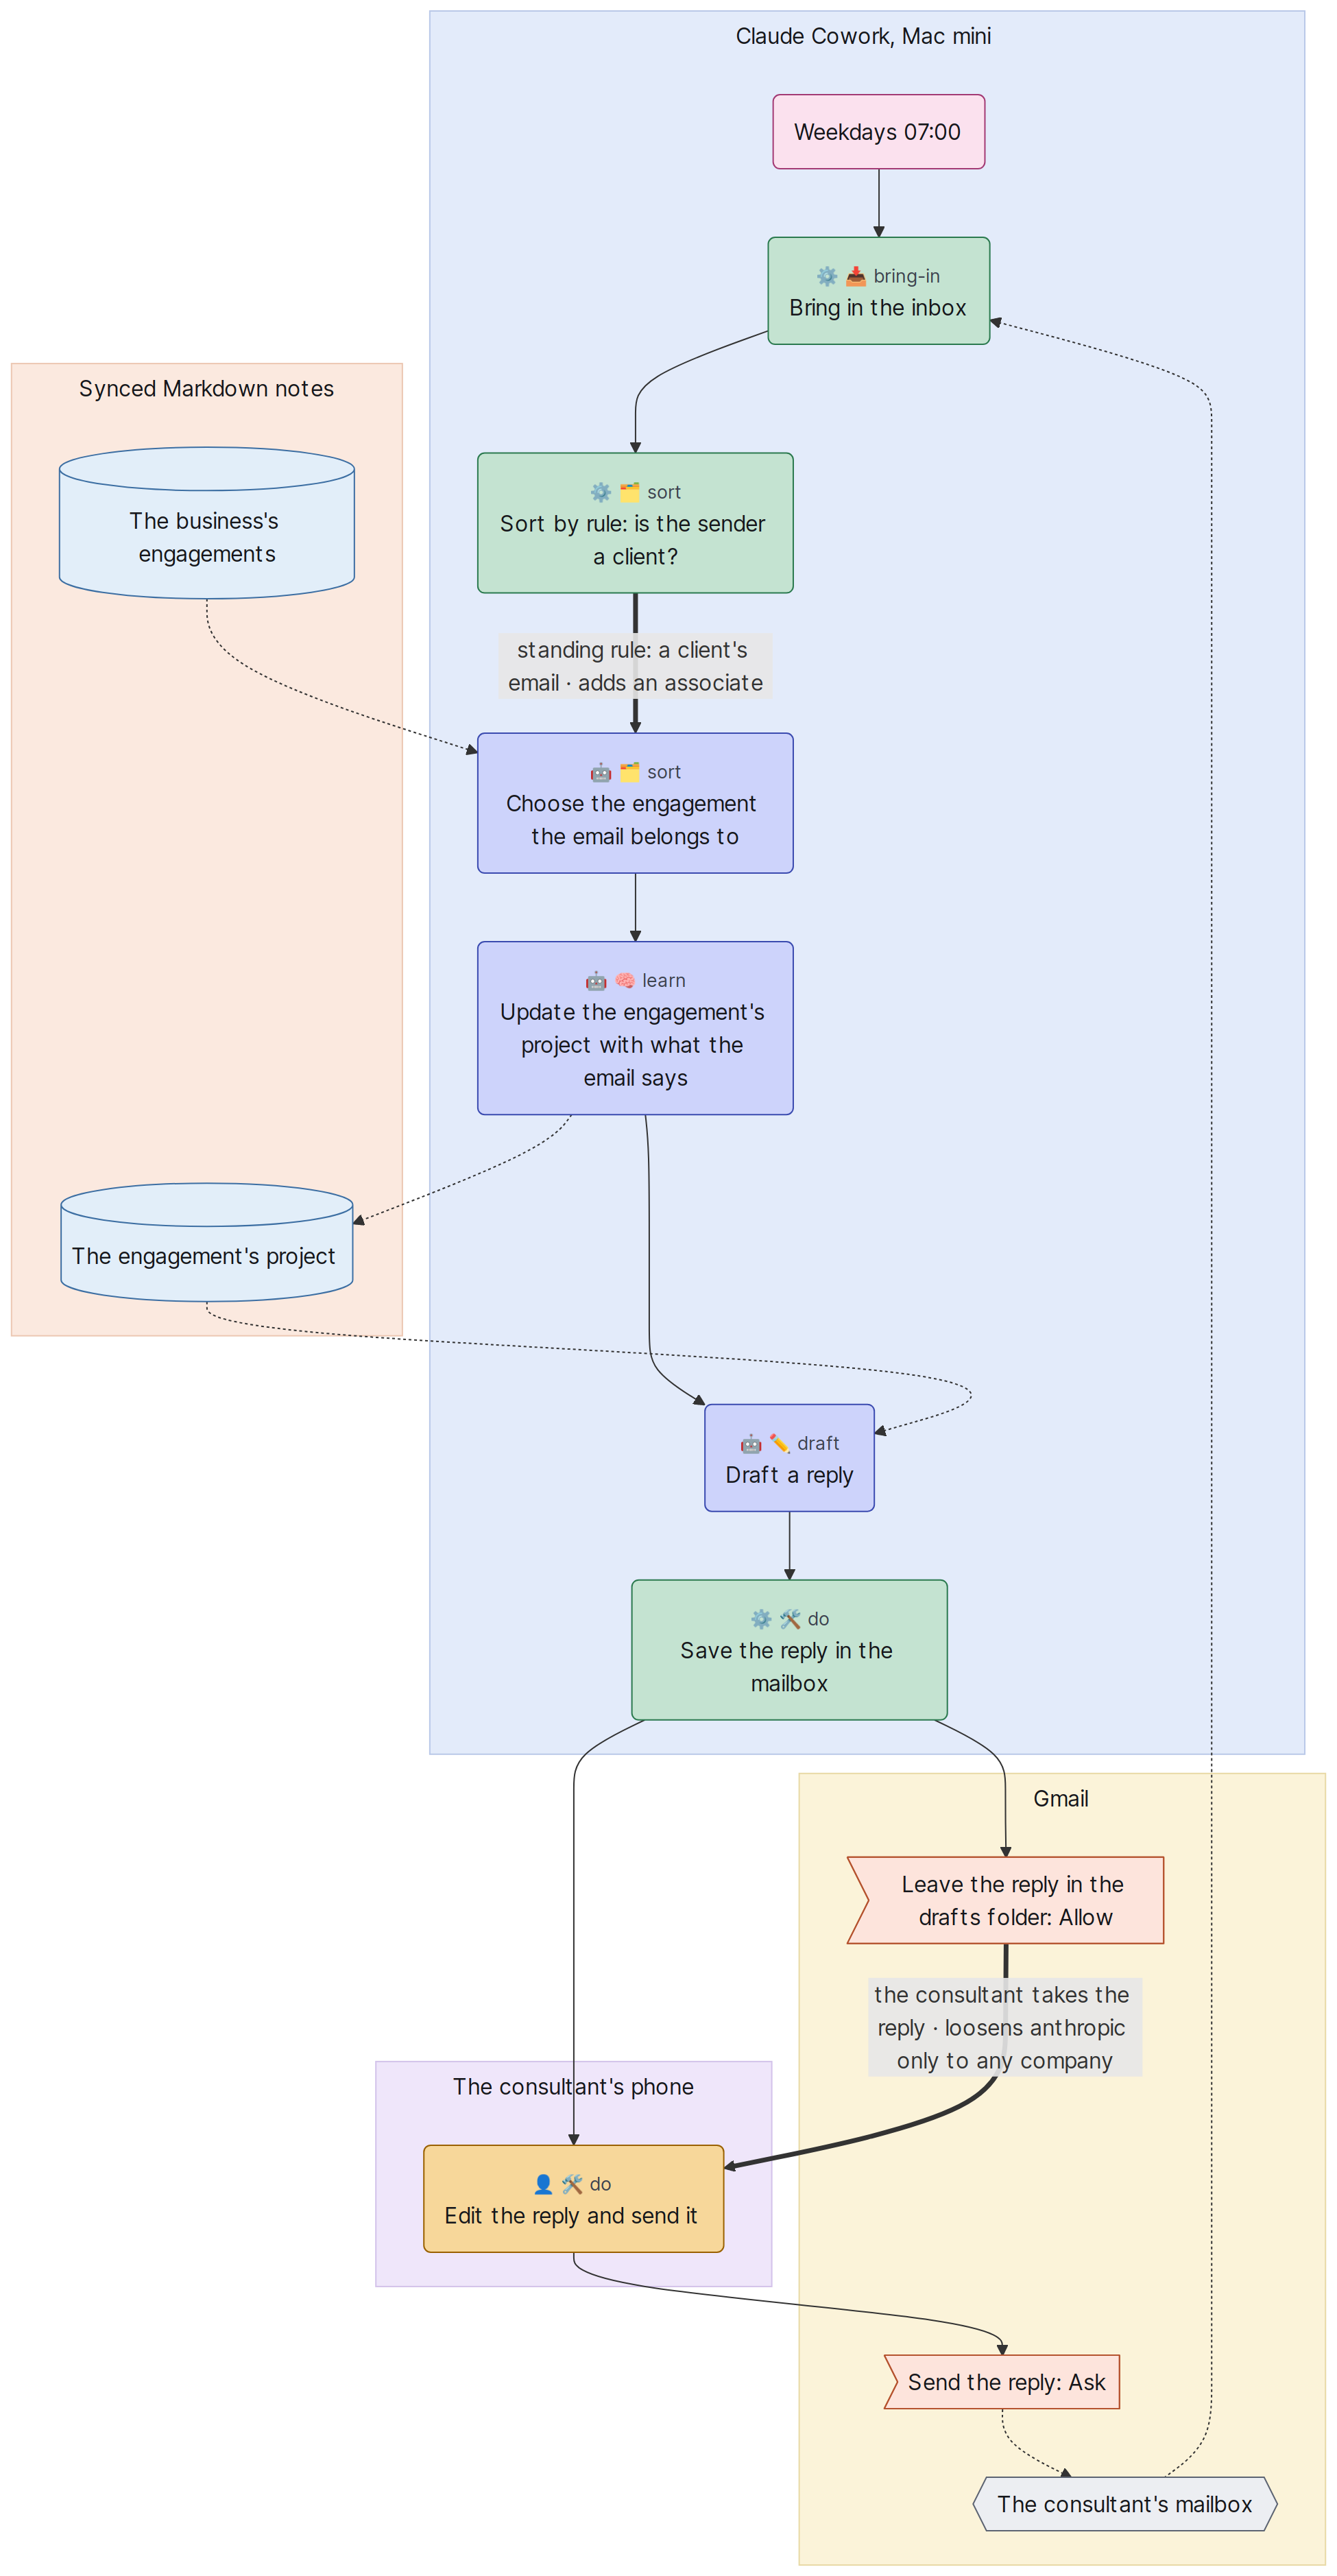 Claude Cowork, Mac mini
Weekdays 07:00
⚙️ 📥 bring-in
Bring in the inbox
Synced Markdown notes
The business's
engagements
⚙️ 🗂️ sort
Sort by rule: is the sender
a client?
standing rule: a client's
email · adds an associate
🤖 🗂️ sort
Choose the engagement
the email belongs to
🤖 🧠 learn
Update the engagement's
project with what the
email says
The engagement's project
🤖 ✏️ draft
Draft a reply
⚙️ 🛠️ do
Save the reply in the
mailbox
Gmail
Leave the reply in the
drafts folder: Allow
the consultant takes the
reply · loosens anthropic
only to any company
The consultant's phone
👤 🛠️ do
Edit the reply and send it
Send the reply: Ask
The consultant's mailbox